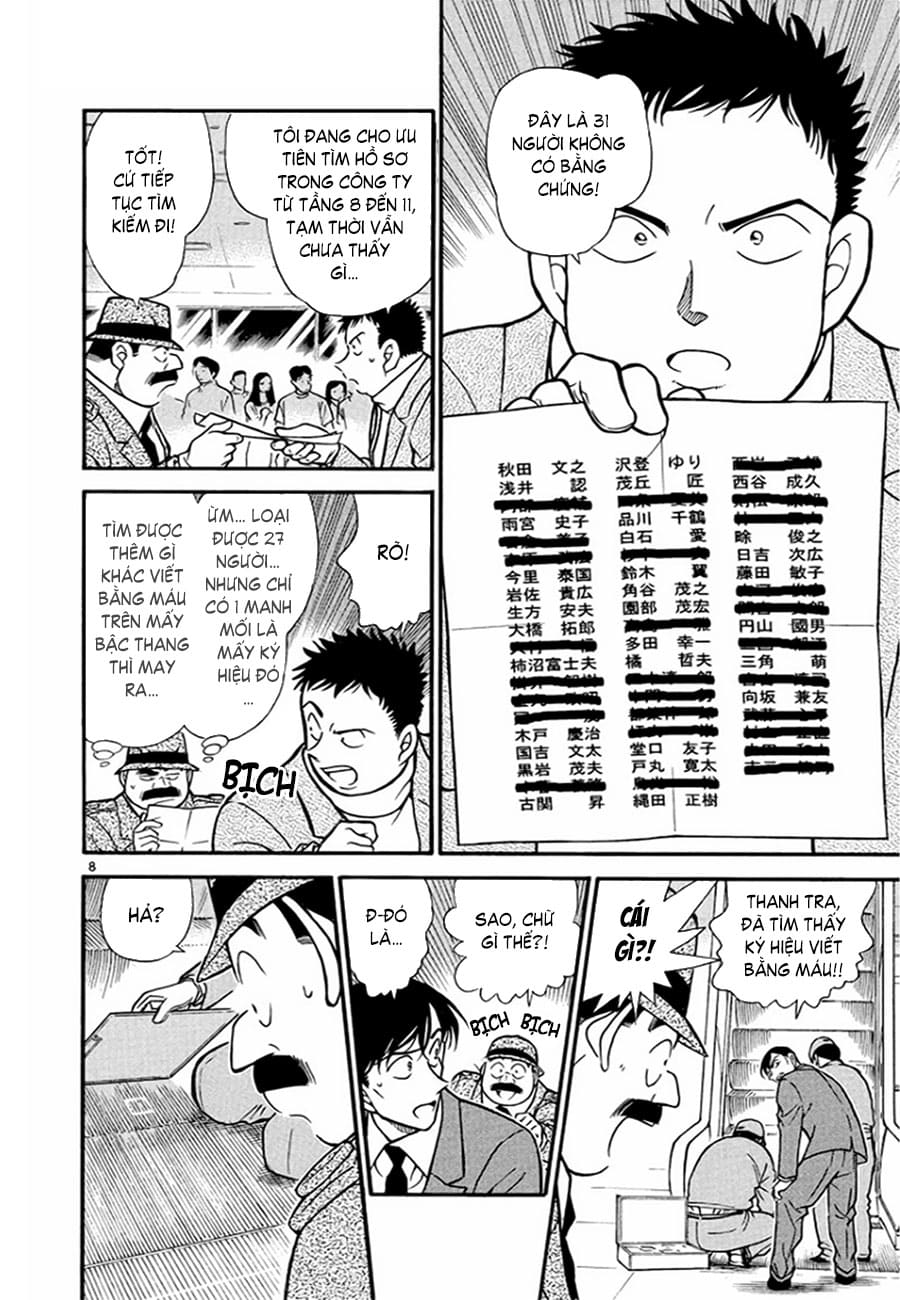 ĐÂY LÀ 31
NGƯỜI KHÔNG
CÓ BẰNG
CHỨNG!
秋田 文之
浅井 認
雨宮 史子
今里 泰国
岩佐 貴広
生方 安夫
大橋 拓郎
柿沼富士夫
木戸 慶治
国吉 文太
黒岩 茂夫
古関 昇
沢登 ゆり
茂丘 匠
品川 千鶴
白石 愛
鈴木 翼
角谷 茂之
園部 茂宏
多田 幸一
橘 哲夫
堂口 友子
戸丸 寛太
縄田 正樹
西谷 成久
畭 俊之
日吉 次広
藤田 敏子
円山 國男
三角 萌
向坂 兼友
TÔI ĐANG CHO ƯU
TIÊN TÌM HỒ SƠ
TRONG CÔNG TY
TỪ TẦNG 8 ĐẾN 11,
TẠM THỜI VẪN
CHƯA THẤY
GÌ...
TỐT!
CỨ TIẾP
TỤC TÌM
KIẾM ĐI!
RÕ!
ỪM... LOẠI
ĐƯỢC 27
NGƯỜI...
NHƯNG CHỈ
CÓ 1 MANH
MỐI LÀ
MẤY KÝ
HIỆU ĐÓ
...
TÌM ĐƯỢC
THÊM GÌ
KHÁC VIẾT
BẰNG MÁU
TRÊN MẤY
BẬC THANG
THÌ MAY
RA...
BỊCH
8
THANH TRA,
ĐÃ TÌM THẤY
KÝ HIỆU VIẾT
BẰNG MÁU!!
CÁI
GÌ?!
SAO, CHỮ
GÌ THẾ?!
BỊCH BỊCH
Đ-ĐÓ
LÀ...
HẢ?